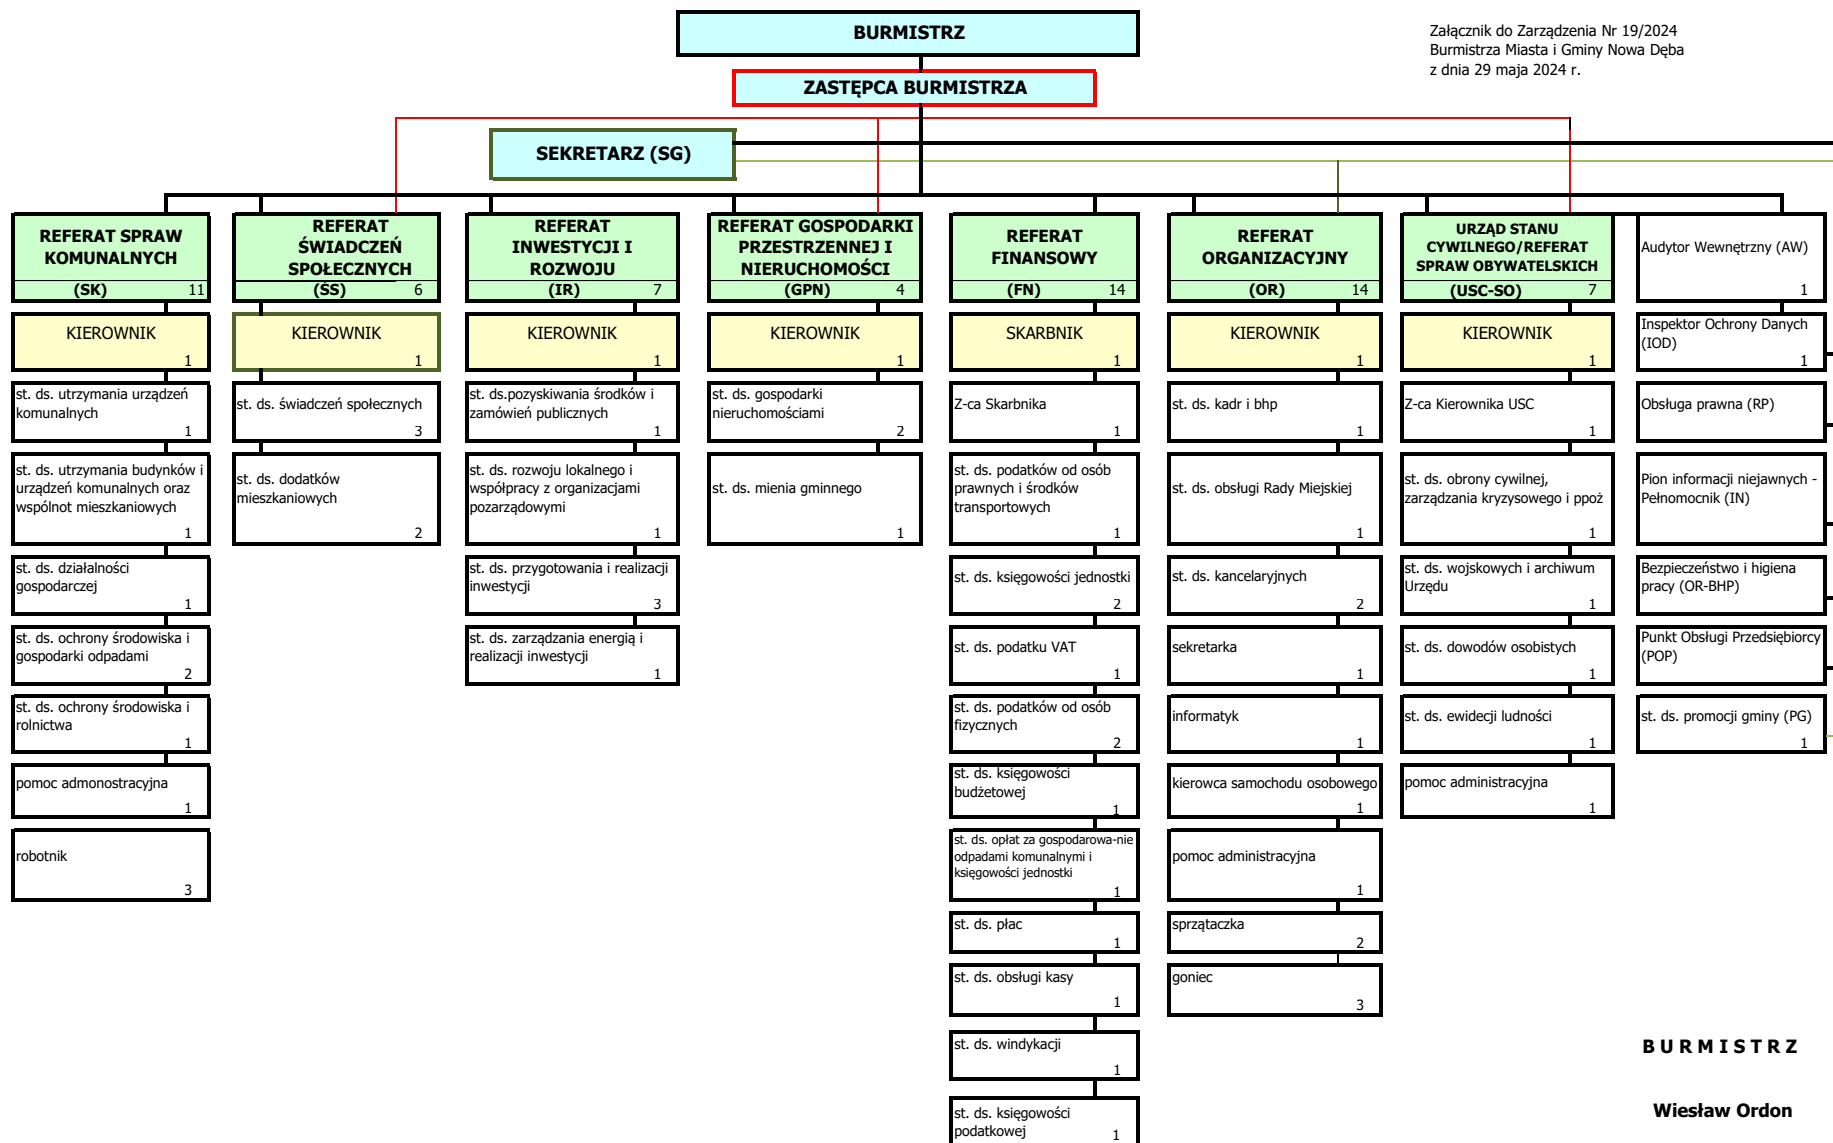 BURMISTRZ
Załącznik do Zarządzenia Nr 19/2024
Burmistrza Miasta i Gminy Nowa Dęba
z dnia 29 maja 2024 r.
ZASTĘPCA BURMISTRZA
SEKRETARZ (SG)
REFERAT SPRAW
KOMUNALNYCH
(SK) 11
KIEROWNIK
1
st. ds. utrzymania urządzeń
komunalnych
1
st. ds. utrzymania budynków i
urządzeń komunalnych oraz
wspólnot mieszkaniowych
1
st. ds. działalności
gospodarczej
1
st. ds. ochrony środowiska i
gospodarki odpadami
2
st. ds. ochrony środowiska i
rolnictwa
1
pomoc admonostracyjna
1
robotnik
3
REFERAT
ŚWIADCZEŃ
SPOŁECZNYCH
(ŚS) 6
KIEROWNIK
1
st. ds. świadczeń społecznych
3
st. ds. dodatków
mieszkaniowych
2
REFERAT
INWESTYCJI I
ROZWOJU
(IR) 7
KIEROWNIK
1
st. ds.pozyskiwania środków i
zamówień publicznych
1
st. ds. rozwoju lokalnego i
współpracy z organizacjami
pozarządowymi
1
st. ds. przygotowania i realizacji
inwestycji
3
st. ds. zarządzania energią i
realizacji inwestycji
1
REFERAT GOSPODARKI
PRZESTRZENNEJ I
NIERUCHOMOŚCI
(GPN) 4
KIEROWNIK
1
st. ds. gospodarki
nieruchomościami
2
st. ds. mienia gminnego
1
REFERAT
FINANSOWY
(FN) 14
SKARBNIK
1
Z-ca Skarbnika
1
st. ds. podatków od osób
prawnych i środków
transportowych
1
st. ds. księgowości jednostki
2
st. ds. podatku VAT
1
st. ds. podatków od osób
fizycznych
2
st. ds. księgowości
budżetowej
1
st. ds. opłat za gospodarowa-nie
odpadami komunalnymi i
księgowości jednostki
1
st. ds. płac
1
st. ds. obsługi kasy
1
st. ds. windykacji
1
st. ds. księgowości
podatkowej
1
REFERAT
ORGANIZACYJNY
(OR) 14
KIEROWNIK
1
st. ds. kadr i bhp
1
st. ds. obsługi Rady Miejskiej
1
st. ds. kancelaryjnych
2
sekretarka
1
informatyk
1
kierowca samochodu osobowego
1
pomoc administracyjna
1
sprzątaczka
2
goniec
3
URZĄD STANU
CYWILNEGO/REFERAT
SPRAW OBYWATELSKICH
(USC-SO) 7
KIEROWNIK
1
Z-ca Kierownika USC
1
st. ds. obrony cywilnej,
zarządzania kryzysowego i ppoż
1
st. ds. wojskowych i archiwum
Urzędu
1
st. ds. dowodów osobistych
1
st. ds. ewidecji ludności
1
pomoc administracyjna
1
Audytor Wewnętrzny (AW)
1
Inspektor Ochrony Danych
(IOD)
1
Obsługa prawna (RP)
Pion informacji niejawnych -
Pełnomocnik (IN)
Bezpieczeństwo i higiena
pracy (OR-BHP)
Punkt Obsługi Przedsiębiorcy
(POP)
st. ds. promocji gminy (PG)
1
B U R M I S T R Z
Wiesław Ordon